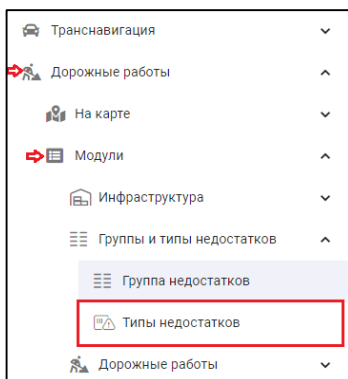 Транснавигация
Дорожные работы
На карте
Модули
Инфраструктура
Группы и типы недостатков
Группа недостатков
Типы недостатков
Дорожные работы